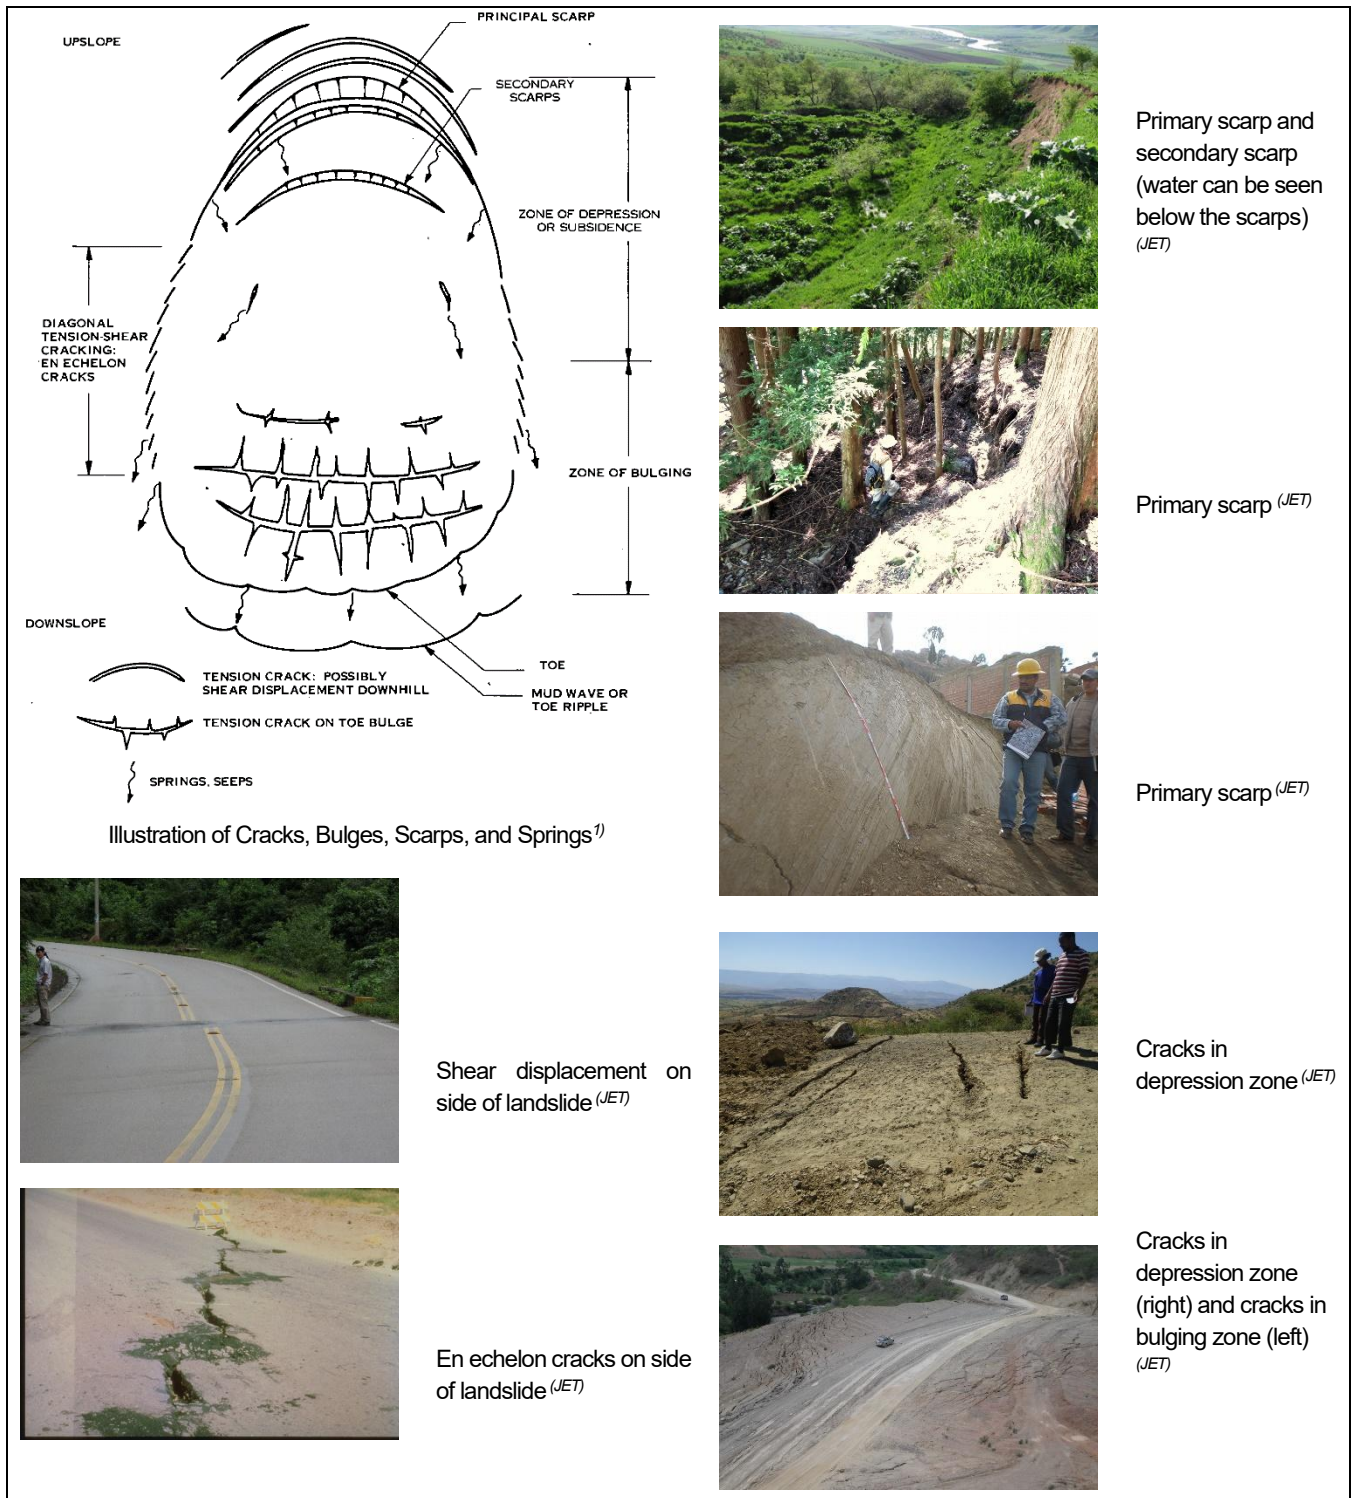 UPSLOPE
PRINCIPAL SCARP
SECONDARY
SCARPS
ZONE OF DEPRESSION
OR SUBSIDENCE
DIAGONAL
TENSION-SHEAR
CRACKING:
EN ECHELON
CRACKS
ZONE OF BULGING
DOWNSLOPE
TOE
MUD WAVE OR
TOE RIPPLE
TENSION CRACK: POSSIBLY
SHEAR DISPLACEMENT DOWNHILL
TENSION CRACK ON TOE BULGE
SPRINGS, SEEPS
Illustration of Cracks, Bulges, Scarps, and Springs1)
Shear displacement on
side of landslide (JET)
En echelon cracks on side
of landslide (JET)
Primary scarp and
secondary scarp
(water can be seen
below the scarps)
(JET)
Primary scarp (JET)
Primary scarp (JET)
Cracks in
depression zone (JET)
Cracks in
depression zone
(right) and cracks in
bulging zone (left)
(JET)